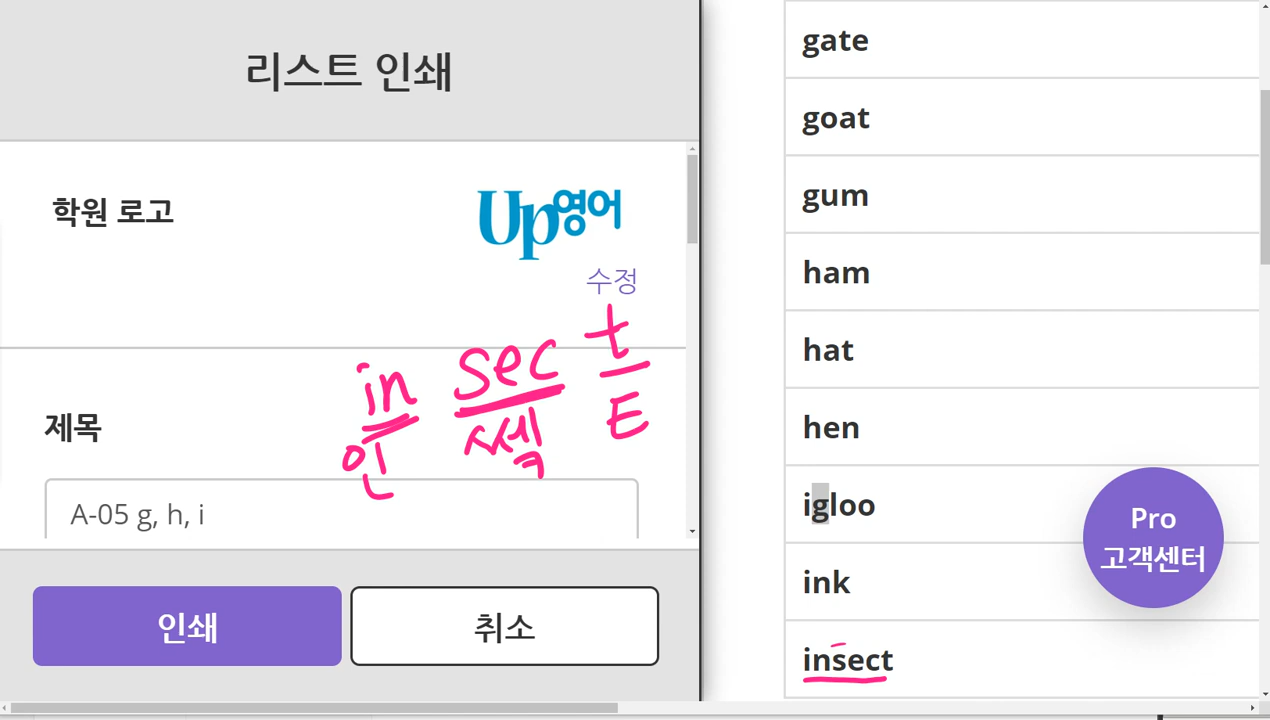 리스트 인쇄
학원 로고
Up영어
수정
제목
in sec t
인 쎅 E
A-05 g, h, i
인쇄 취소
gate
goat
gum
ham
hat
hen
igloo
ink
insect
Pro
고객센터